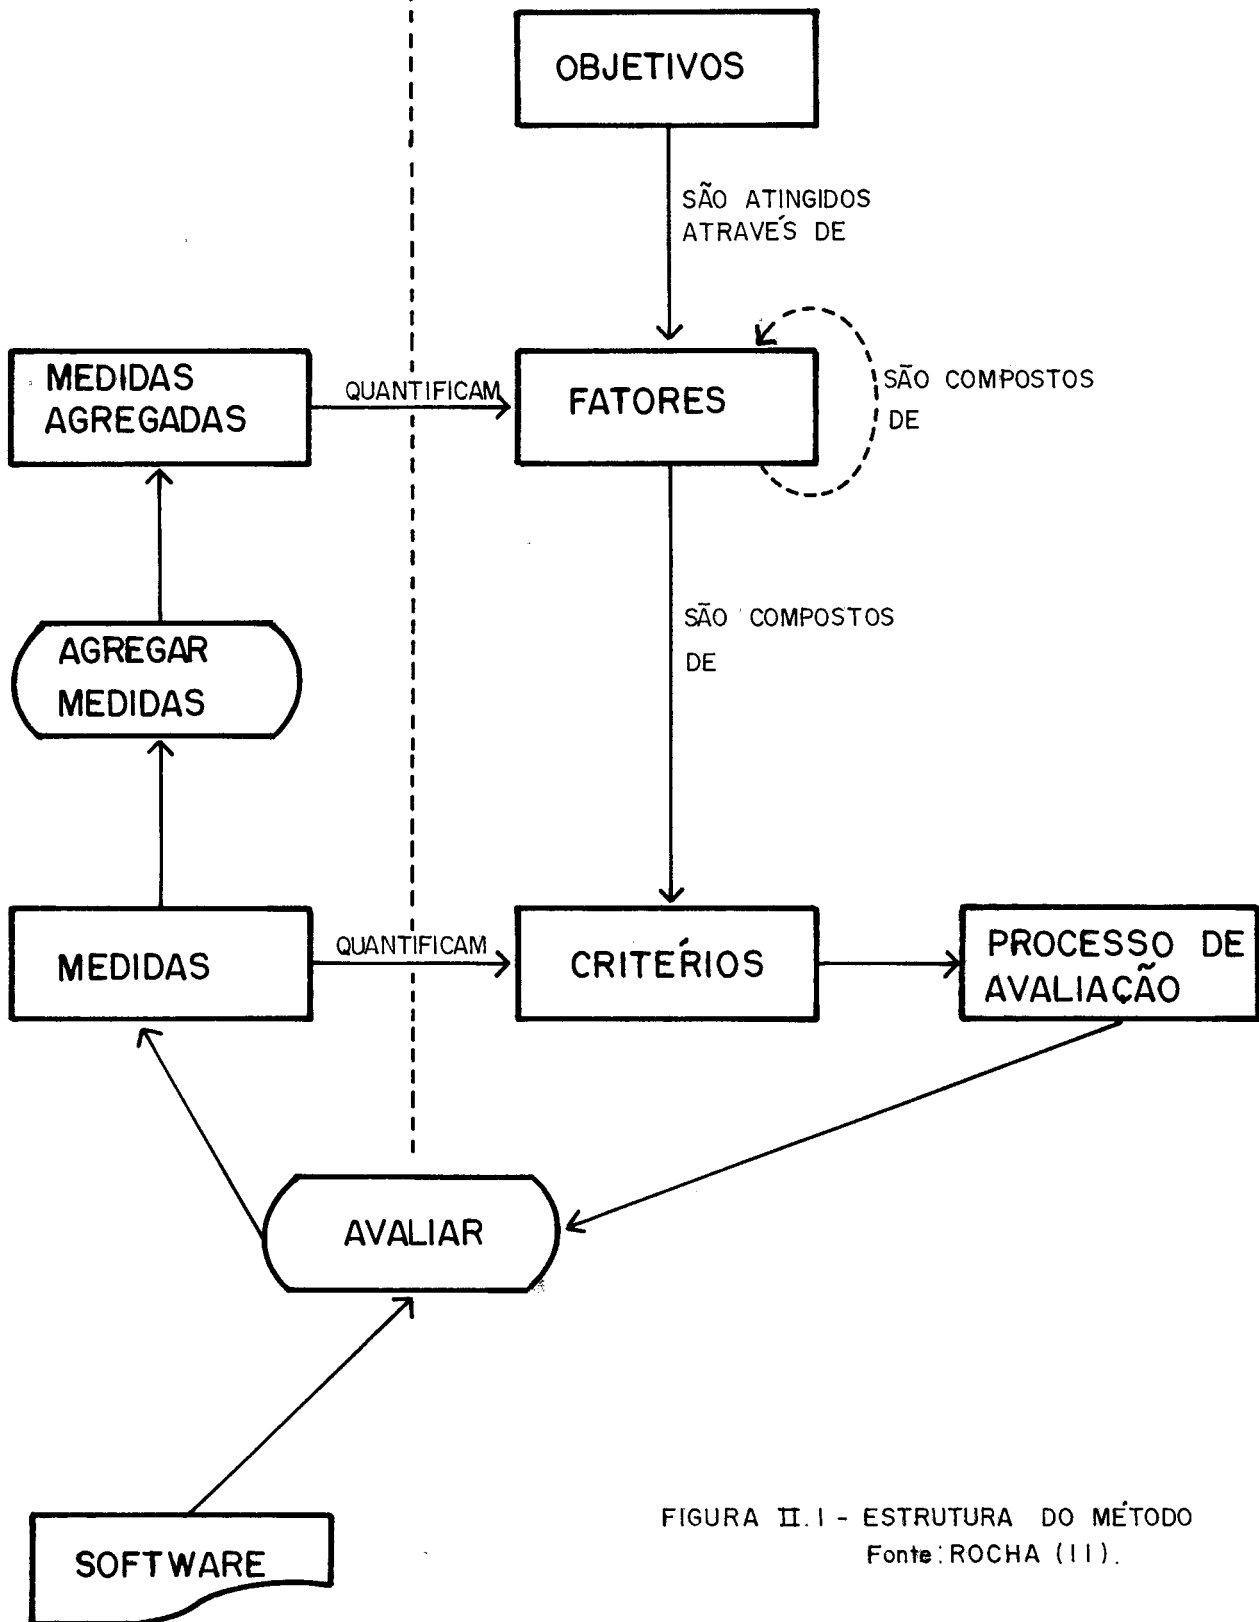 OBJETIVOS
SÃO ATINGIDOS
ATRAVÉS DE
MEDIDAS
AGREGADAS
QUANTIFICAM
FATORES
SÃO COMPOSTOS
DE
SÃO COMPOSTOS
DE
AGREGAR
MEDIDAS
MEDIDAS
QUANTIFICAM
CRITÉRIOS
PROCESSO DE
AVALIAÇÃO
AVALIAR
SOFTWARE
FIGURA II.1 - ESTRUTURA DO MÉTODO
Fonte: ROCHA (11).